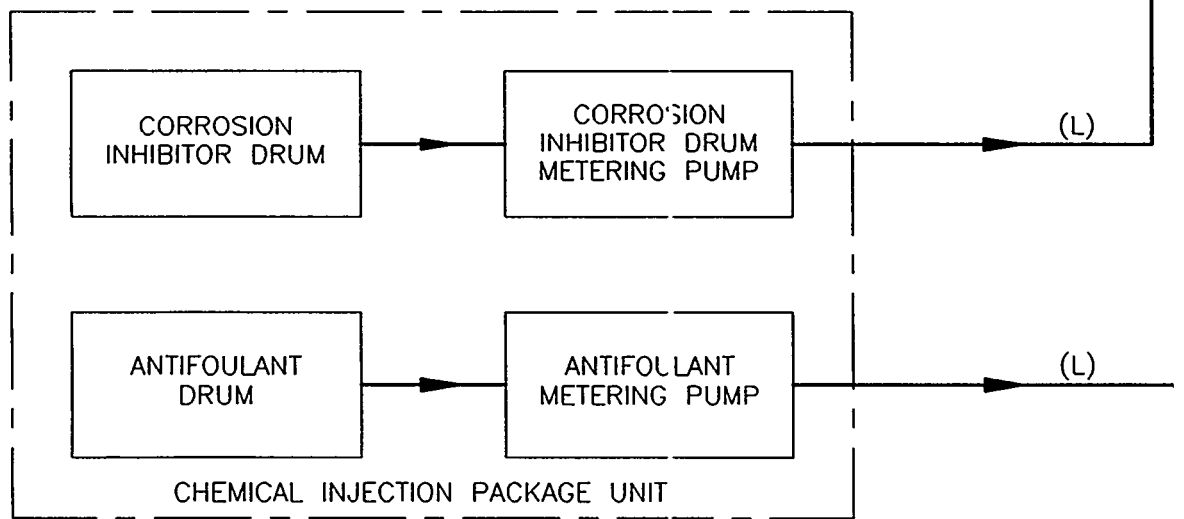 CORROSION
INHIBITOR DRUM
CORROSION
INHIBITOR DRUM
METERING PUMP
(L)
ANTIFOULANT
DRUM
ANTIFOULANT
METERING PUMP
(L)
CHEMICAL INJECTION PACKAGE UNIT